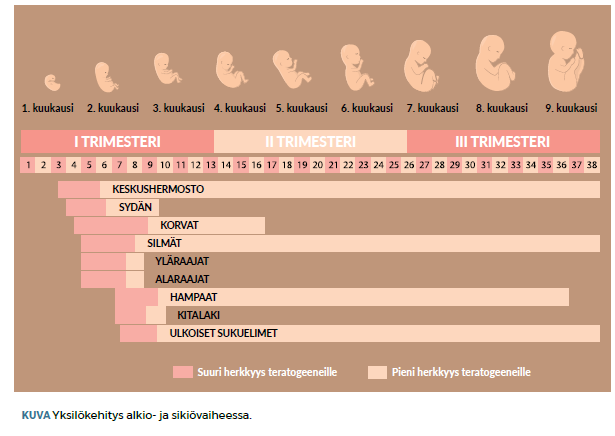 1. kuukausi 2. kuukausi 3. kuukausi 4. kuukausi 5. kuukausi 6. kuukausi 7. kuukausi 8. kuukausi 9. kuukausi
I TRIMESTERI II TRIMESTERI III TRIMESTERI
1 2 3 4 5 6 7 8 9 10 11 12 13 14 15 16 17 18 19 20 21 22 23 24 25 26 27 28 29 30 31 32 33 34 35 36 37 38
KESKUSHERMOSTO
SYDÄN
KORVAT
SILMÄT
YLÄRAAJAT
ALARAAJAT
HAMPAAT
KITALAKI
ULKOISET SUKUELIMET
Suuri herkkyys teratogeeneille Pieni herkkyys teratogeeneille
KUVA Yksilökehitys alkio- ja sikiövaiheessa.